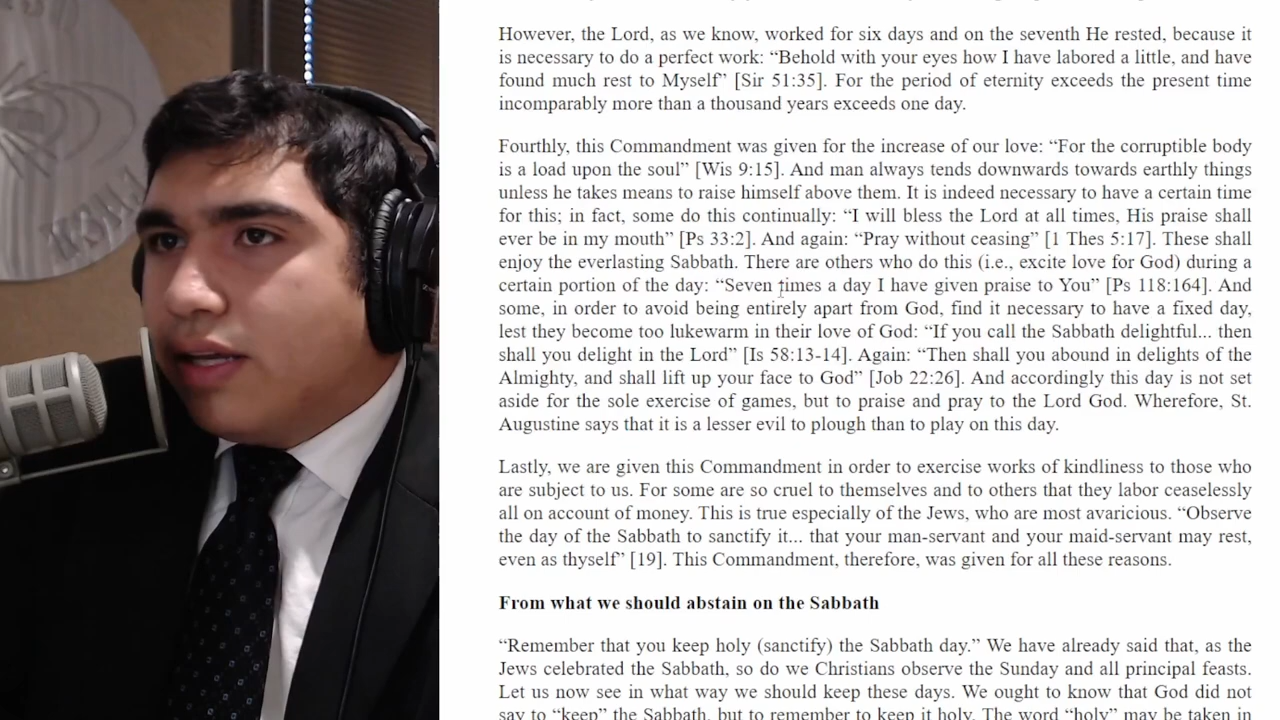 However, the Lord, as we know, worked for six days and on the seventh He rested, because it
is necessary to do a perfect work: “Behold with your eyes how I have labored a little, and have
found much rest to Myself” [Sir 51:35]. For the period of eternity exceeds the present time
incomparably more than a thousand years exceeds one day.
Fourthly, this Commandment was given for the increase of our love: “For the corruptible body
is a load upon the soul” [Wis 9:15]. And man always tends downwards towards earthly things
unless he takes means to raise himself above them. It is indeed necessary to have a certain time
for this; in fact, some do this continually: “I will bless the Lord at all times, His praise shall
ever be in my mouth” [Ps 33:2]. And again: “Pray without ceasing” [1 Thes 5:17]. These shall
enjoy the everlasting Sabbath. There are others who do this (i.e., excite love for God) during a
certain portion of the day: “Seven times a day I have given praise to You” [Ps 118:164]. And
some, in order to avoid being entirely apart from God, find it necessary to have a fixed day,
lest they become too lukewarm in their love of God: “If you call the Sabbath delightful... then
shall you delight in the Lord” [Is 58:13-14]. Again: “Then shall you abound in delights of the
Almighty, and shall lift up your face to God” [Job 22:26]. And accordingly this day is not set
aside for the sole exercise of games, but to praise and pray to the Lord God. Wherefore, St.
Augustine says that it is a lesser evil to plough than to play on this day.
Lastly, we are given this Commandment in order to exercise works of kindliness to those who
are subject to us. For some are so cruel to themselves and to others that they labor ceaselessly
all on account of money. This is true especially of the Jews, who are most avaricious. “Observe
the day of the Sabbath to sanctify it... that your man-servant and your maid-servant may rest,
even as thyself” [19]. This Commandment, therefore, was given for all these reasons.
From what we should abstain on the Sabbath
“Remember that you keep holy (sanctify) the Sabbath day.” We have already said that, as the
Jews celebrated the Sabbath, so do we Christians observe the Sunday and all principal feasts.
Let us now see in what way we should keep these days. We ought to know that God did not
say to “keep” the Sabbath, but to remember to keep it holy. The word “holy” may be taken in